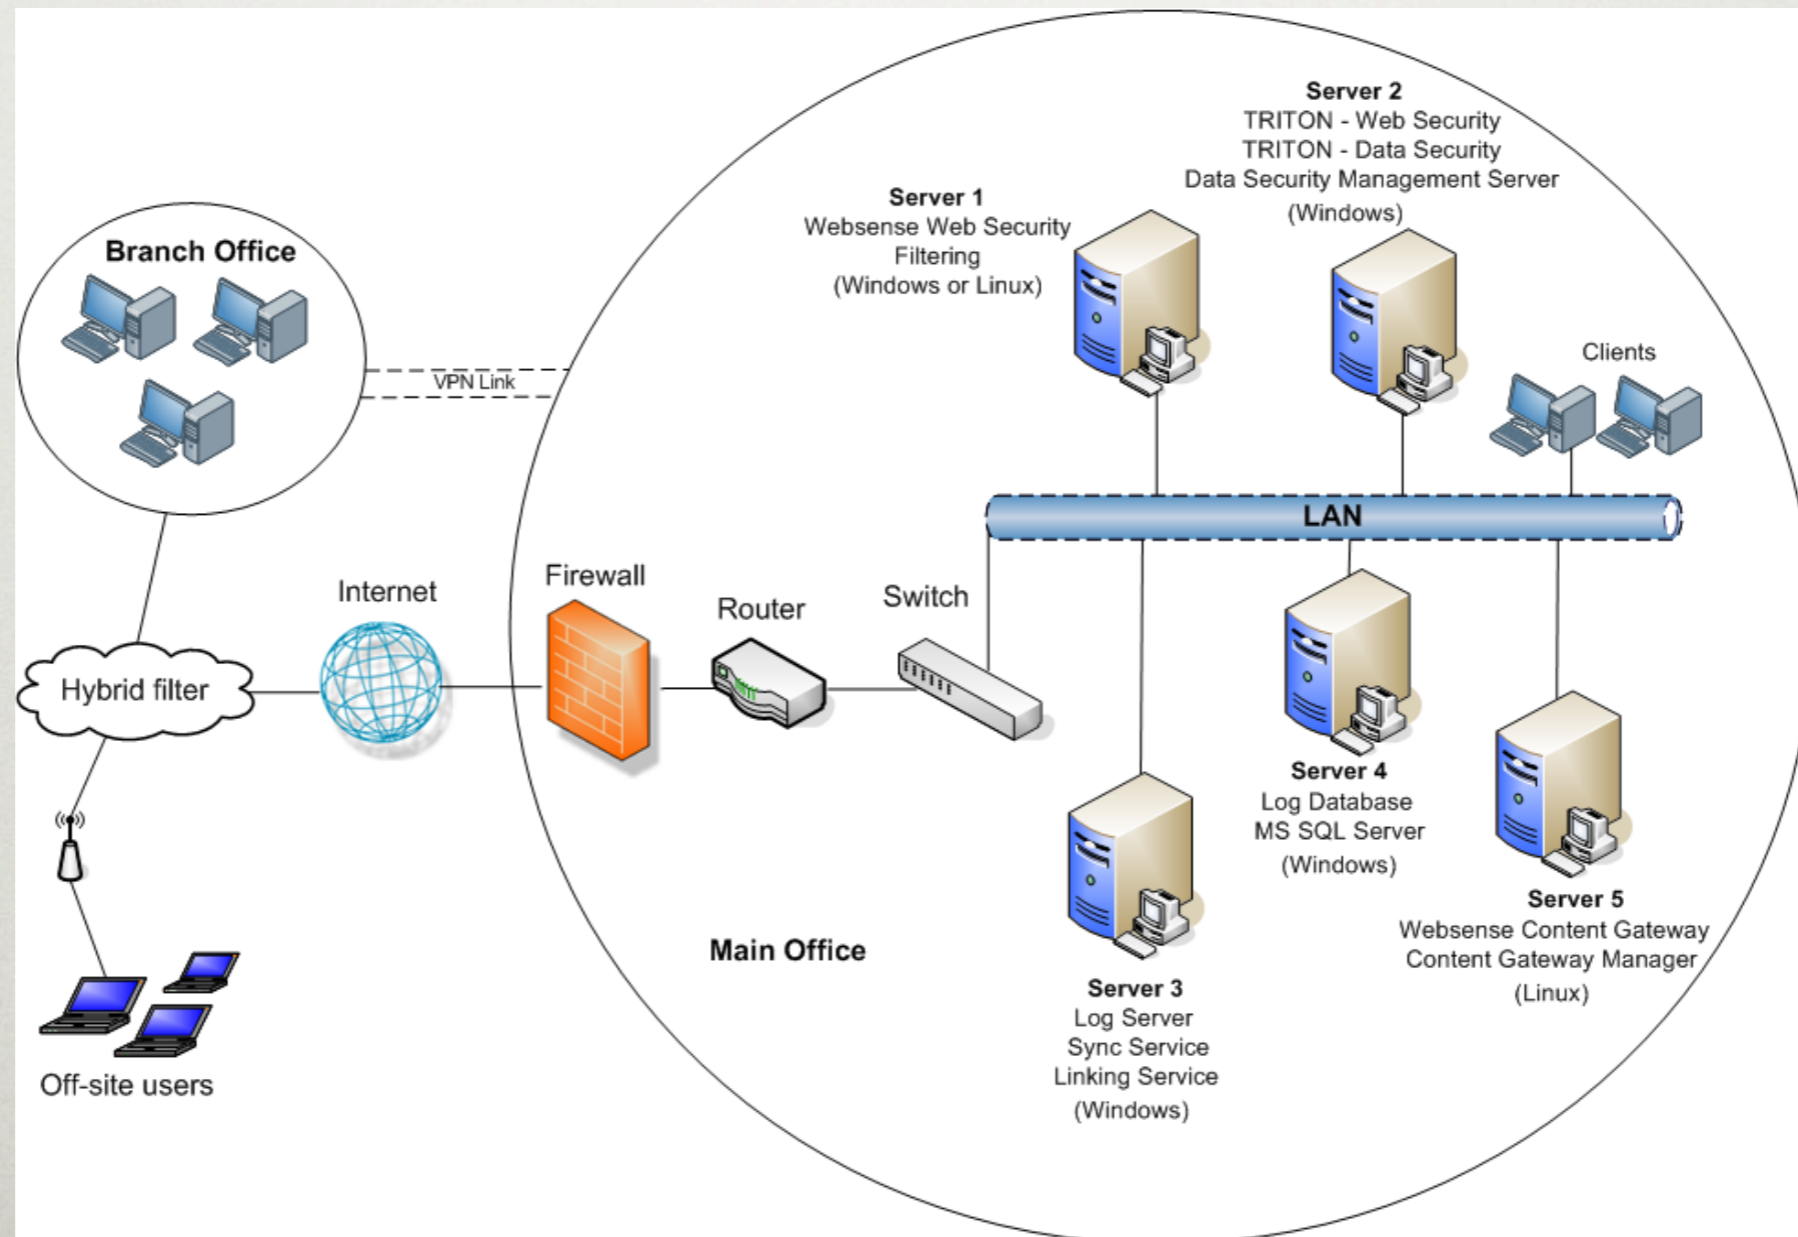 Server 2
TRITON - Web Security
TRITON - Data Security
Data Security Management Server
(Windows)
Server 1
Websense Web Security
Filtering
(Windows or Linux)
Branch Office
VPN Link
Clients
LAN
Internet
Firewall
Router
Switch
Hybrid filter
Server 4
Log Database
MS SQL Server
(Windows)
Server 5
Websense Content Gateway
Content Gateway Manager
(Linux)
Main Office
Server 3
Log Server
Sync Service
Linking Service
(Windows)
Off-site users